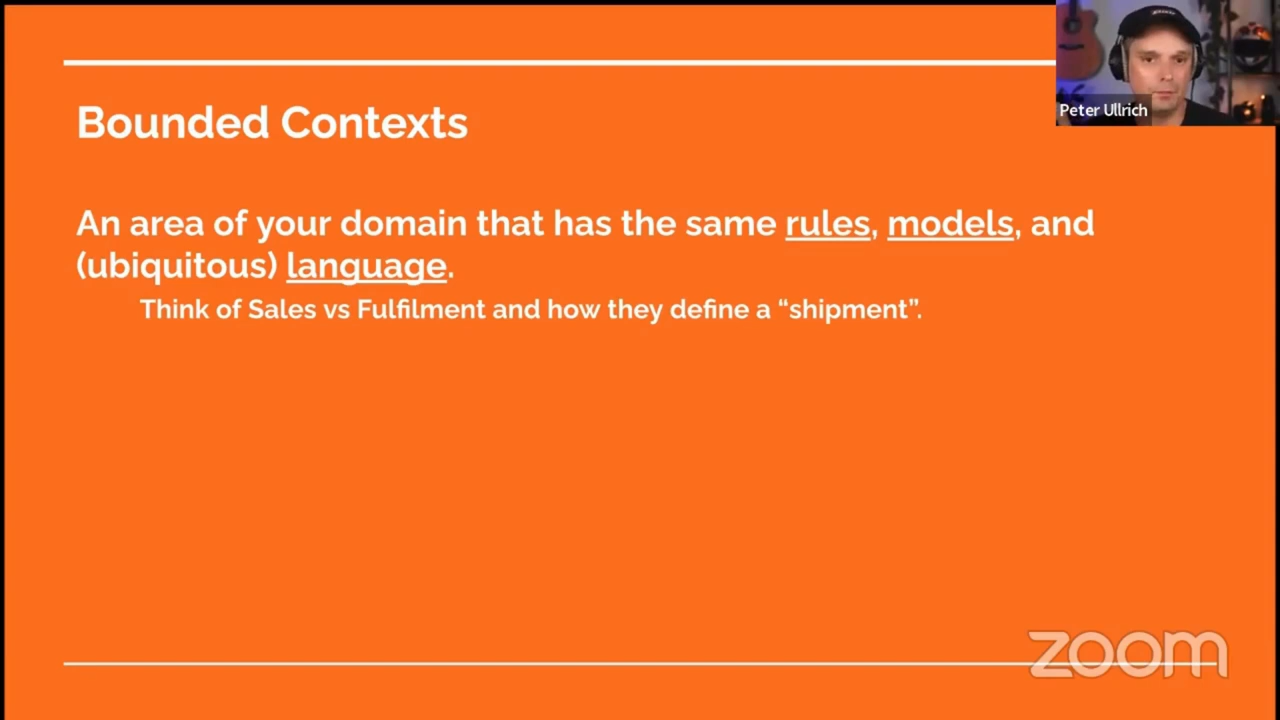 Bounded Contexts
An area of your domain that has the same rules, models, and
(ubiquitous) language.
Think of Sales vs Fulfilment and how they define a “shipment”.
Peter Ullrich
zoom